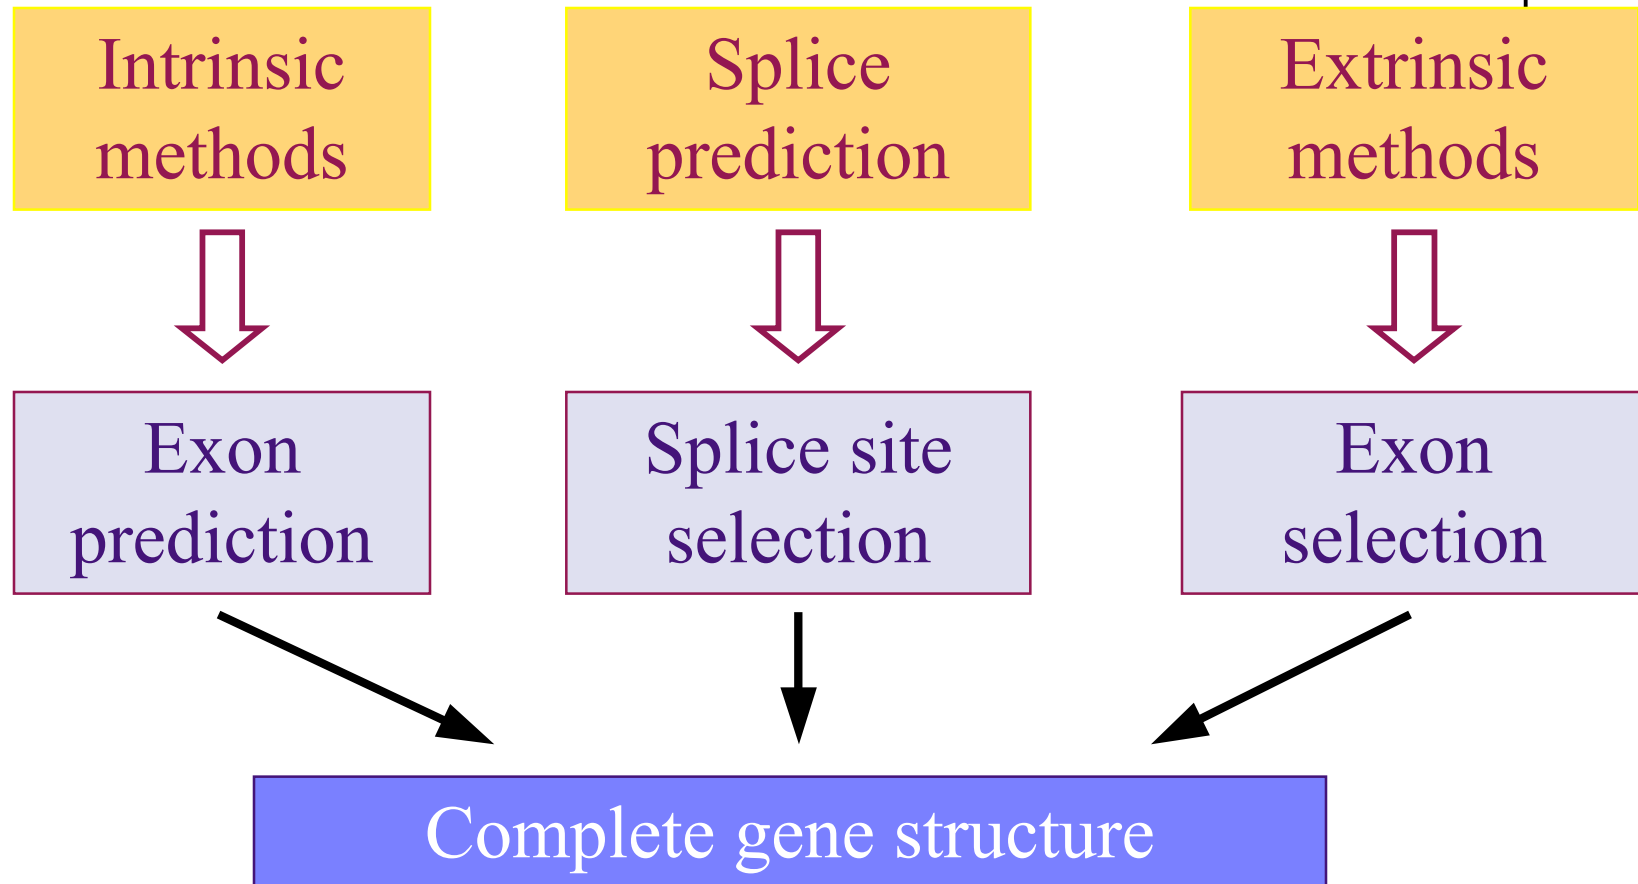 Intrinsic
methods
Splice
prediction
Extrinsic
methods
Exon
prediction
Splice site
selection
Exon
selection
Complete gene structure